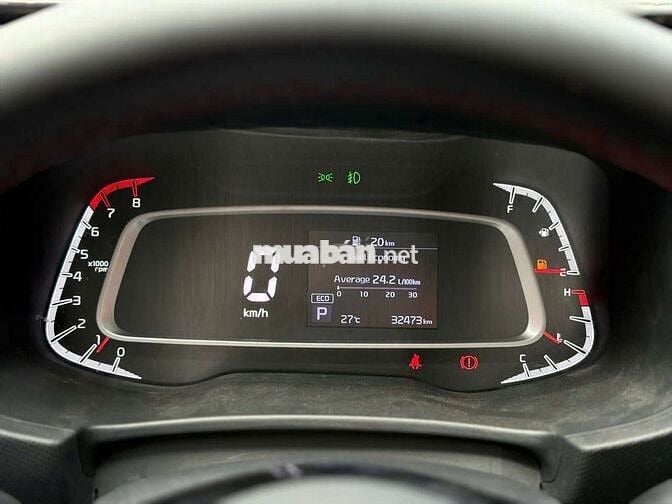 7 8
6
5
x1000
rpm
4
3
2
1
0
0
km/h
20 km
muaban.net
Economy
Average 24.2 L/100km
0 10 20 30
ECO
P
27°C
32473 km
F
E
H
C